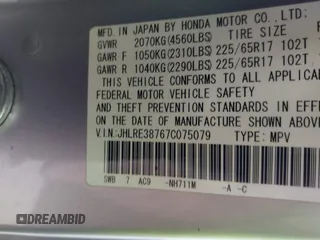 MFD. IN JAPAN BY HONDA MOTOR CO.,LTD.
GVWR 2070KG(4560LBS) TIRE SIZE
GAWR F 1050KG(2310LBS) 225/65R17 102T
GAWR R 1040KG(2290LBS) 225/65R17 102T
THIS VEHICLE CONFORMS TO ALL APPLICABLE
FEDERAL MOTOR VEHICLE SAFETY
AND THEFT PREVENTION STANDARDS IN EFFECT
ON THE DATE OF MANUFACTURE SHOWN ABOVE.
V.I.N:JHLRE38767C075079 TYPE: MPV
SWB 7 AC9 -NH711M -A -C
DREAMBID